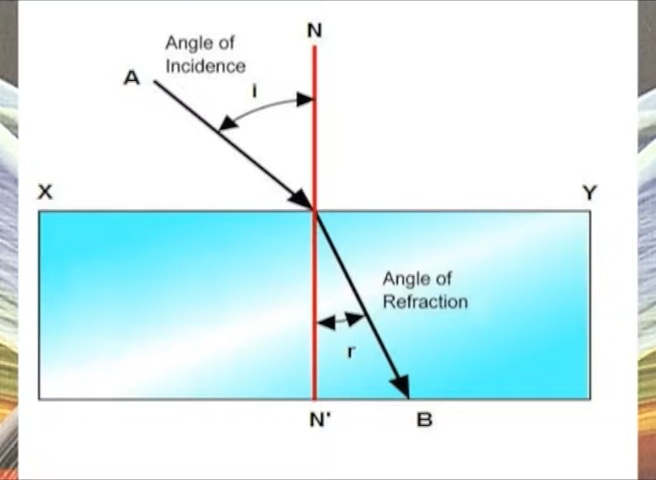 N
Angle of
Incidence
A
i
X
Y
Angle of
Refraction
r
N'
B